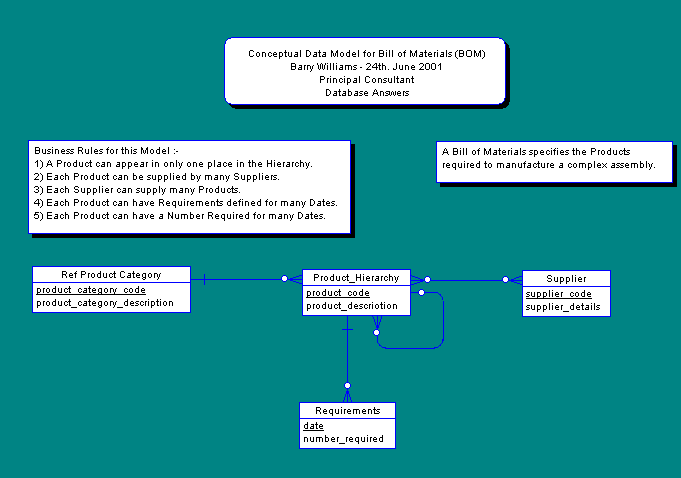 Conceptual Data Model for Bill of Materials (BOM)
Barry Williams - 24th. June 2001
Principal Consultant
Database Answers
Business Rules for this Model :-
1) A Product can appear in only one place in the Hierarchy.
2) Each Product can be supplied by many Suppliers.
3) Each Supplier can supply many Products.
4) Each Product can have Requirements defined for many Dates.
5) Each Product can have a Number Required for many Dates.
A Bill of Materials specifies the Products
required to manufacture a complex assembly.
Ref Product Category
product_category_code
product_category_description
Product_Hierarchy
product_code
product_description
Supplier
supplier_code
supplier_details
Requirements
date
number_required